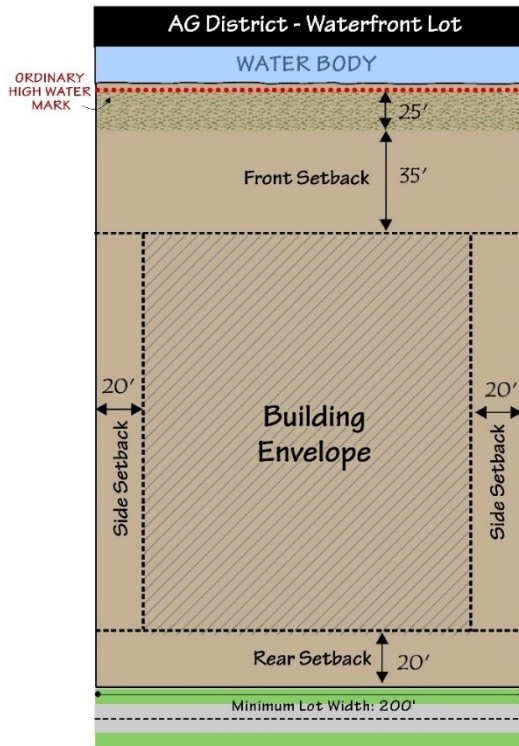 AG District - Waterfront Lot
WATER BODY
ORDINARY
HIGH WATER
MARK
25'
Front Setback
35'
20'
Side Setback
Building
Envelope
20'
Side Setback
Rear Setback
20'
Minimum Lot Width: 200'